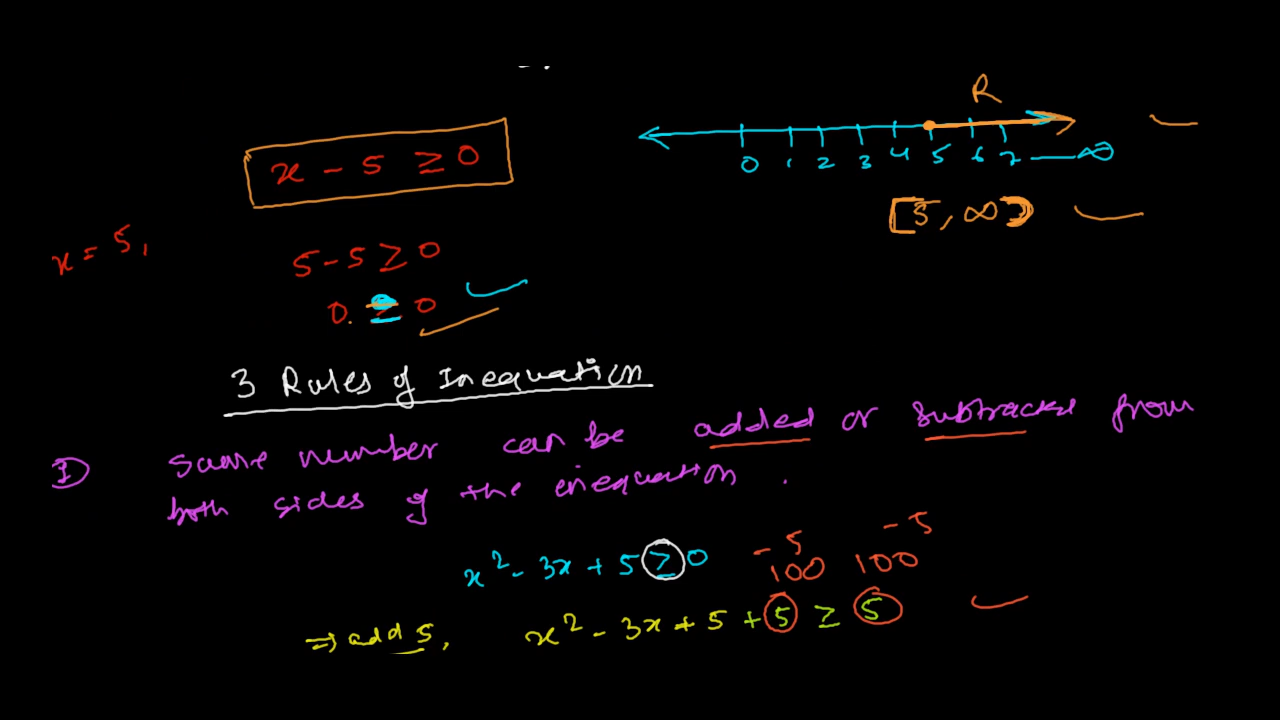 R
x - 5 ≥ 0
0 1 2 3 4 5 6 7 — ∞
[5, ∞)
x = 5,
5 - 5 ≥ 0
0. ≥ 0
3 Rules of Inequation
I) Same number can be added or subtracted from
both sides of the inequation.
-5 -5
x² - 3x + 5 ≥ 0 100 100
⇒ add 5, x² - 3x + 5 + 5 ≥ 5